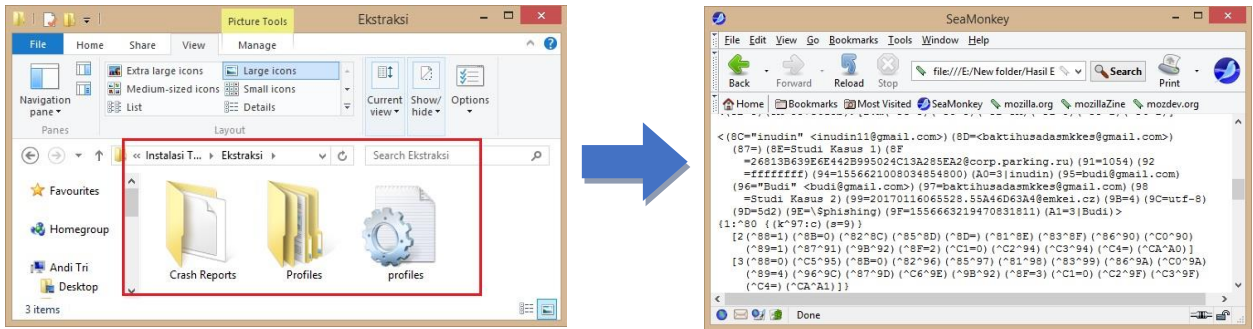 Picture Tools
Ekstraksi
File Home Share View Manage
Extra large icons Large icons
Medium-sized icons Small icons
List Details
Navigation pane
Current view
Show/ hide
Options
Panes
Layout
« Instalasi T... Ekstraksi
Search Ekstraksi
Favourites
Homegroup
Andi Tri
Desktop
Crash Reports
Profiles
profiles
3 items
SeaMonkey
File Edit View Go Bookmarks Tools Window Help
Back Forward Reload Stop
file:///E:/New folder/Hasil E
Search
Print
Home Bookmarks Most Visited SeaMonkey mozilla.org mozillaZine mozdev.org
<(8C="inudin" <inudin11@gmail.com>)(8D=<baktihusadasmkkes@gmail.com>)
(87=)(8E=Studi Kasus 1)(8F
=26813B639E6E442B995024C13A285EA2@corp.parking.ru)(91=1054)(92
=ffffffff)(94=1556621008034854800)(A0=3|inudin)(95=budi@gmail.com)
(96="Budi" <budi@gmail.com>)(97=baktihusadasmkkes@gmail.com)(98
=Studi Kasus 2)(99=20170116065528.55A46D63A4@emkei.cz)(9B=4)(9C=utf-8)
(9D=5d2)(9E=\$phishing)(9F=1556663219470831811)(A1=3|Budi)>
{1:^80 {(k^97:c)(s=9)}
[2(^88=1)(^8B=0)(^82^8C)(^85^8D)(^8D=)(^81^8E)(^83^8F)(^86^90)(^C0^90)
(^89=1)(^87^91)(^9B^92)(^8F=2)(^C1=0)(^C2^94)(^C3^94)(^C4=)(^CA^A0)]
[3(^88=0)(^C5^95)(^8B=0)(^82^96)(^85^97)(^81^98)(^83^99)(^86^9A)(^C0^9A)
(^89=4)(^96^9C)(^87^9D)(^C6^9E)(^9B^92)(^8F=3)(^C1=0)(^C2^9F)(^C3^9F)
(^C4=)(^CA^A1)]}
Done